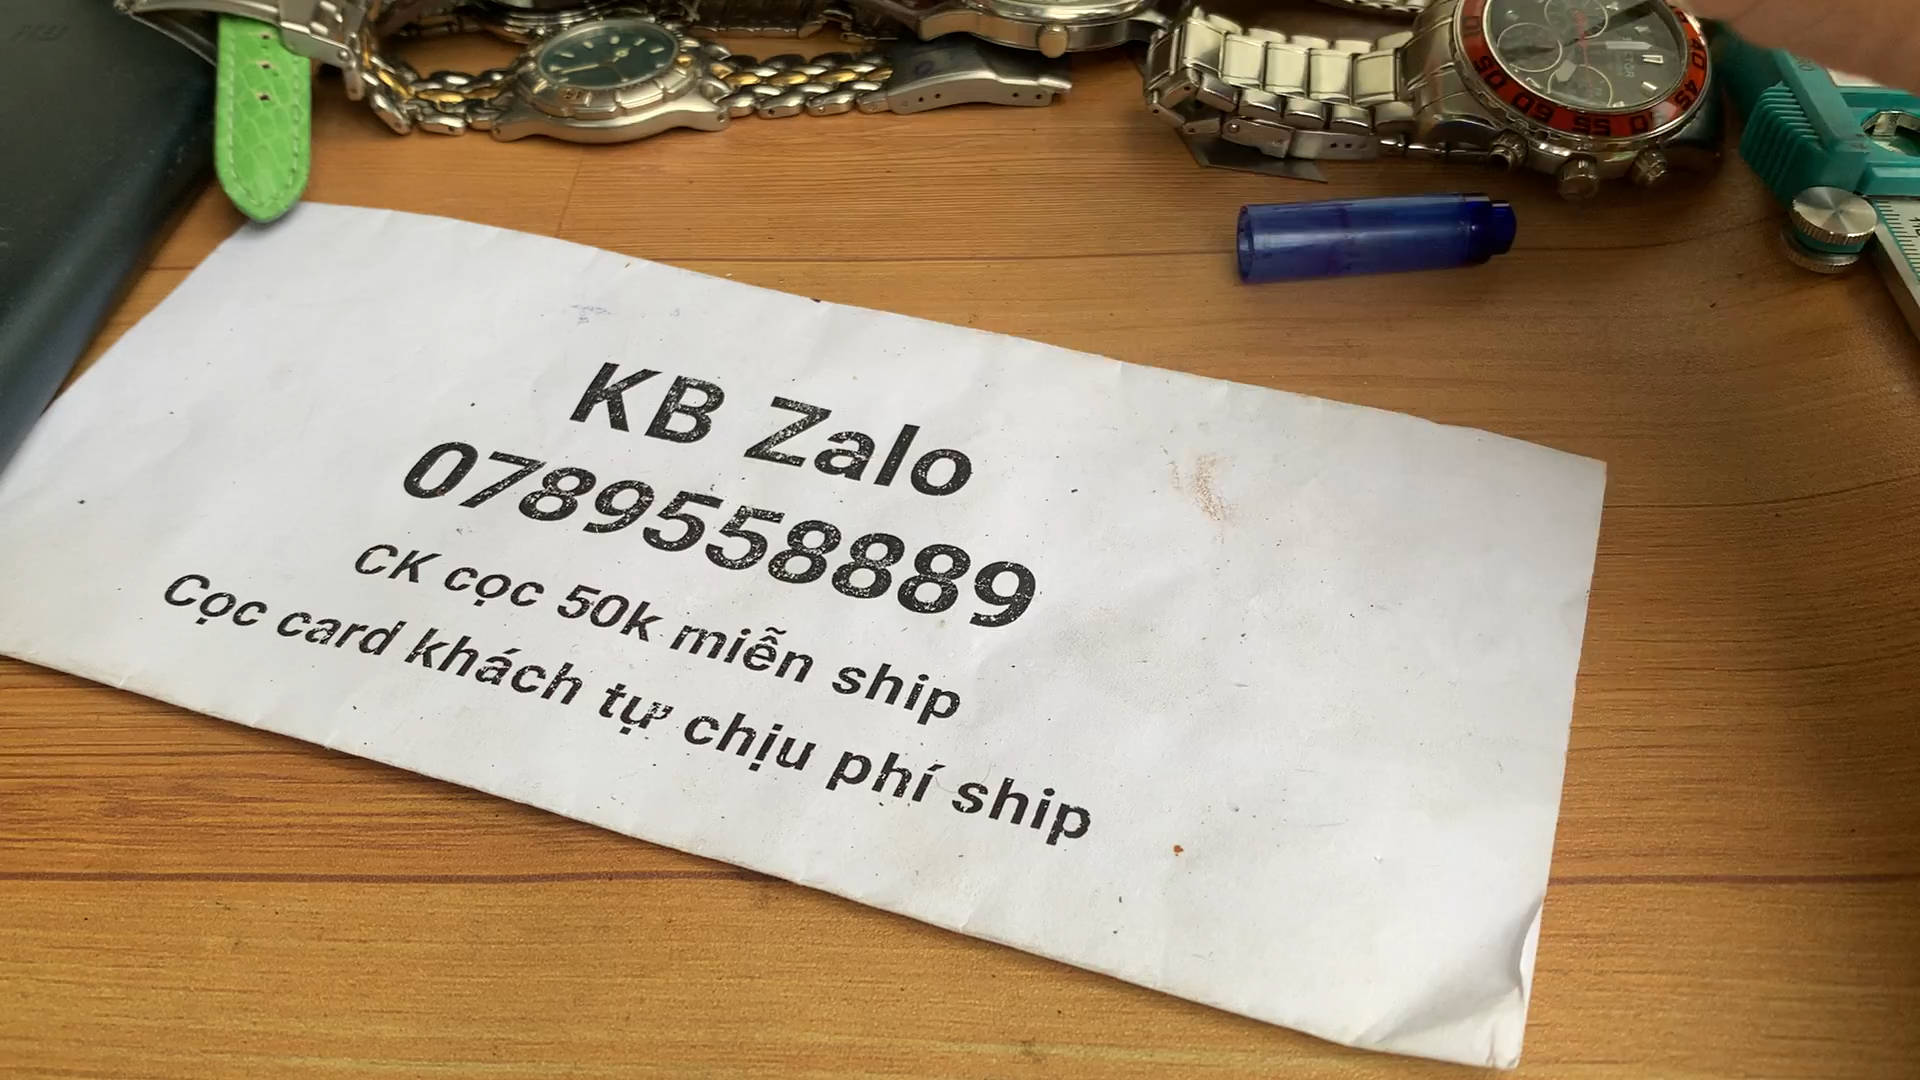 KB Zalo
0789558889
CK cọc 50k miễn ship
Cọc card khách tự chịu phí ship